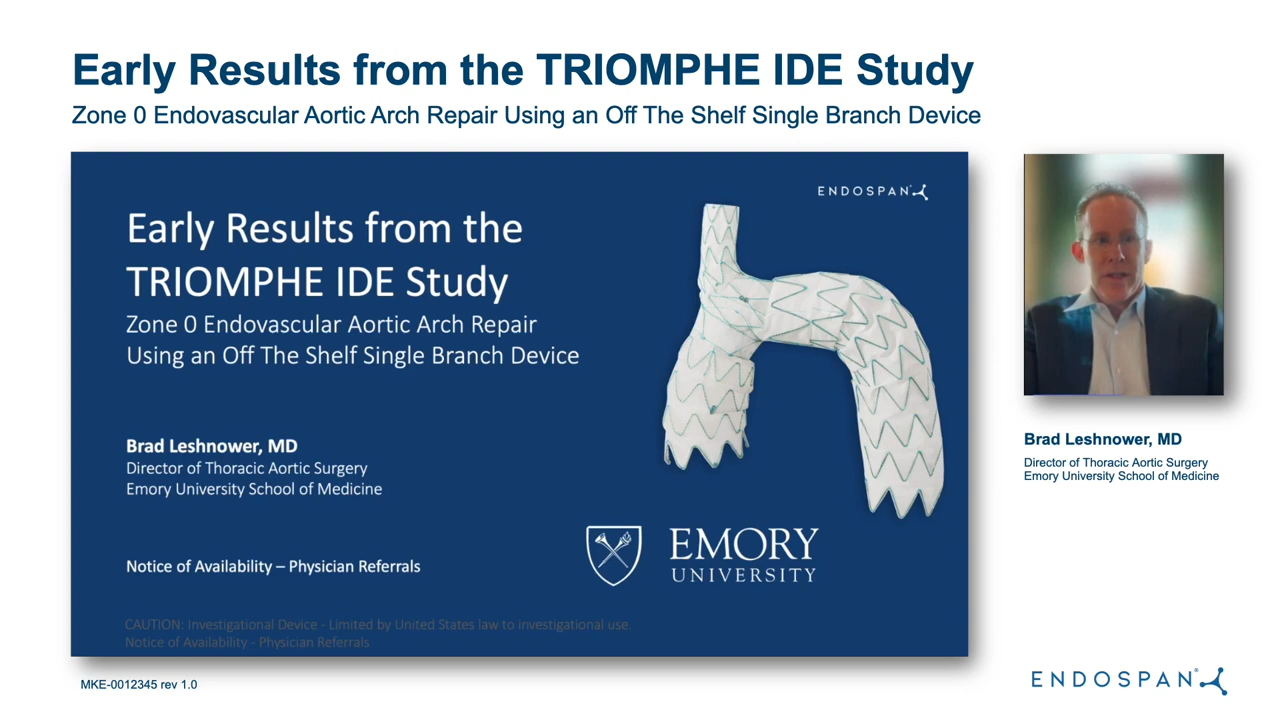 Early Results from the TRIOMPHE IDE Study
Zone 0 Endovascular Aortic Arch Repair Using an Off The Shelf Single Branch Device
ENDOSPAN
Early Results from the
TRIOMPHE IDE Study
Zone 0 Endovascular Aortic Arch Repair
Using an Off The Shelf Single Branch Device
Brad Leshnower, MD
Director of Thoracic Aortic Surgery
Emory University School of Medicine
EMORY
UNIVERSITY
Notice of Availability – Physician Referrals
CAUTION: Investigational Device - Limited by United States law to investigational use.
Notice of Availability - Physician Referrals
Brad Leshnower, MD
Director of Thoracic Aortic Surgery
Emory University School of Medicine
MKE-0012345 rev 1.0
ENDOSPAN®